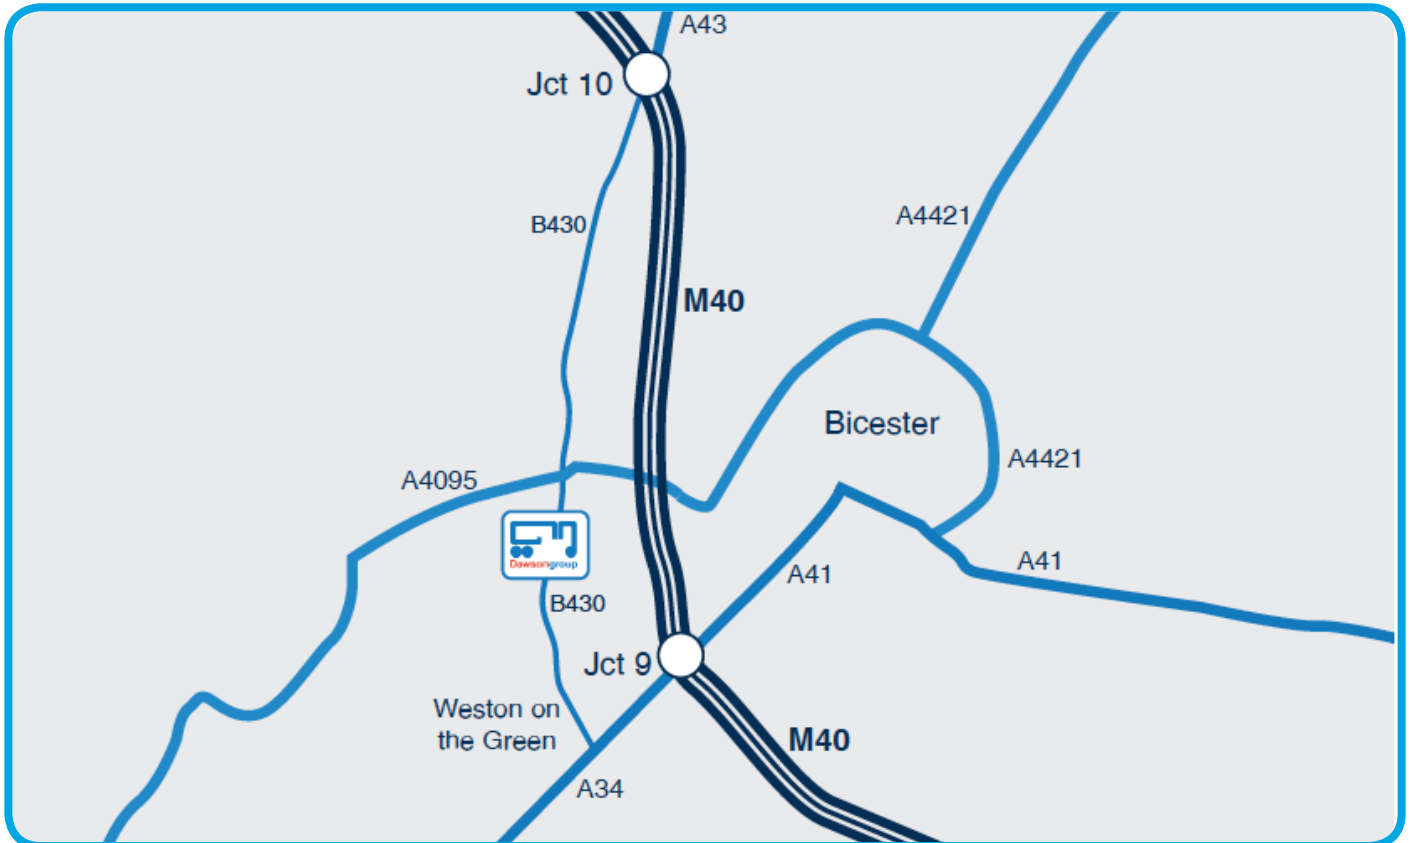 A43
Jct 10
A4421
B430
M40
Bicester
A4421
A4095
Dawsongroup
A41
A41
B430
Jct 9
Weston on
the Green
M40
A34